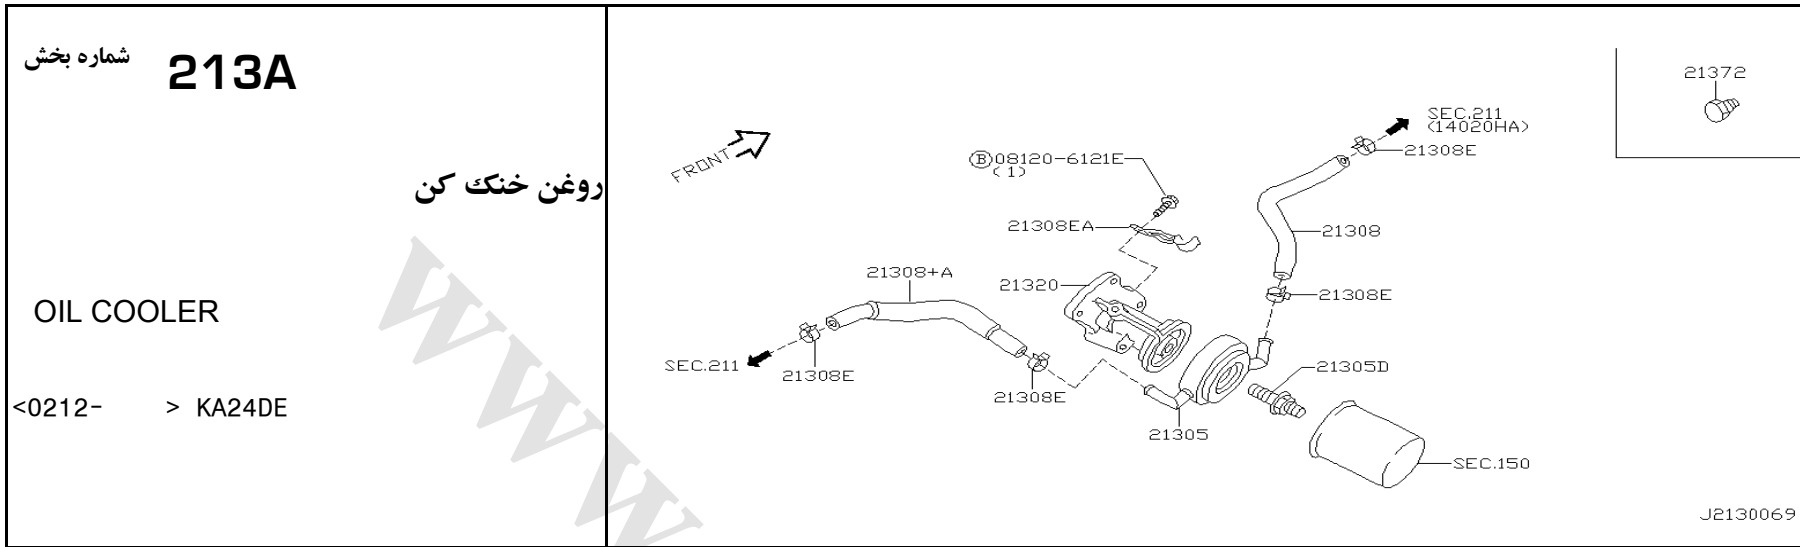 شماره بخش 213A
روغن خنک کن
OIL COOLER
<0212- > KA24DE
FRONT
21308+A
SEC.211
21308E
21308E
Ⓑ08120-6121E
(1)
21308EA
21320
21305
SEC.211
(14020HA)
21308E
21308
21308E
21305D
SEC.150
21372
J2130069
WWW